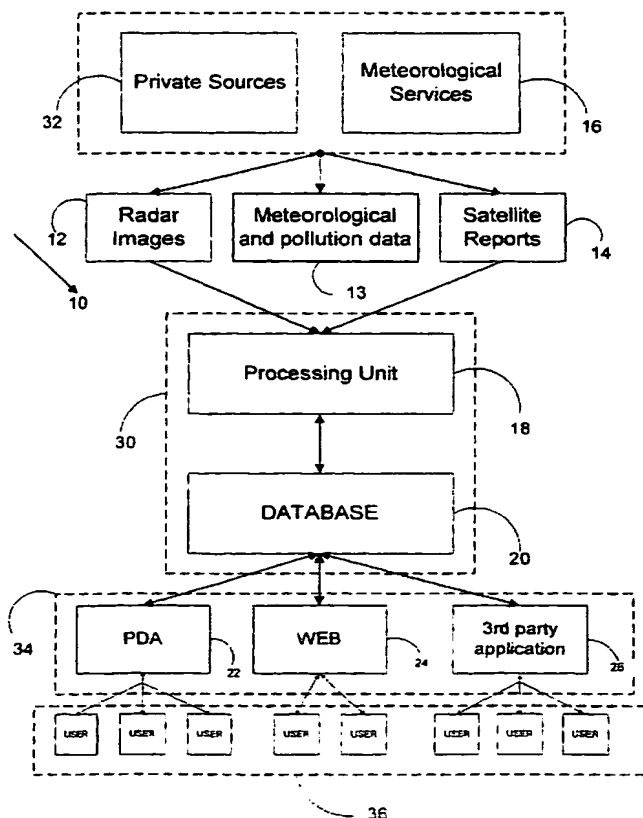 Private Sources
Meteorological
Services
32
16
Radar
Images
Meteorological
and pollution data
Satellite
Reports
12
13
14
10
Processing Unit
30
18
DATABASE
20
34
PDA
22
WEB
24
3rd party
application
26
USER
USER
USER
USER
USER
USER
USER
USER
36